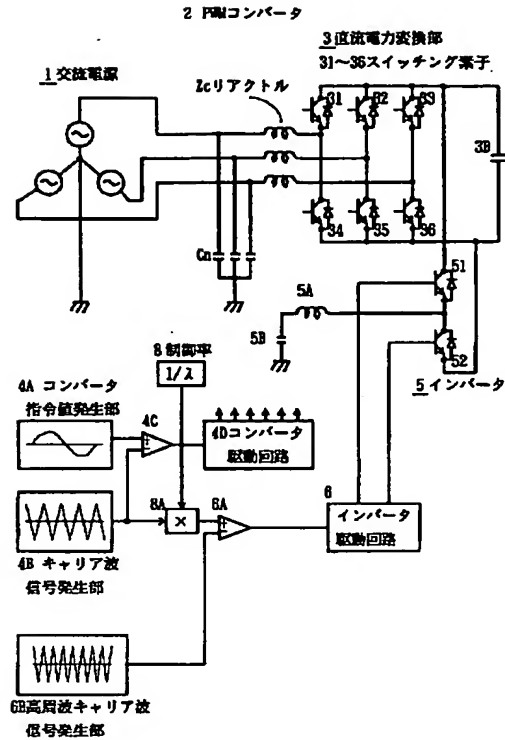 2 PWMコンバータ
3直流電力変換部
31～36スイッチング素子
1交流電源
Zcリアクトル
31
32
33
3B
34
35
36
Cn
5A
51
5B
52
8制御率
1/λ
5インバータ
4A コンバータ
指令値発生部
4C
4Dコンバータ
駆動回路
8A
×
6A
6
インバータ
駆動回路
4B キャリア波
信号発生部
6B高周波キャリア波
信号発生部